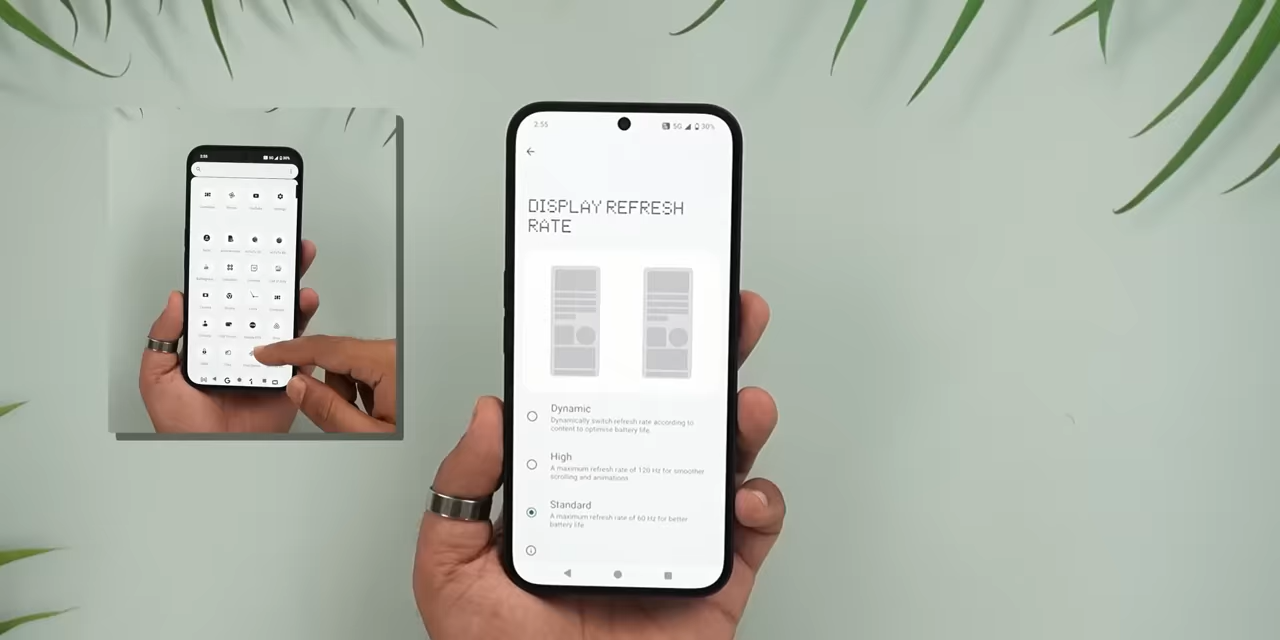 2:55
5G 30%
DISPLAY REFRESH
RATE
Dynamic
Dynamically switch refresh rate according to
content to optimise battery life.
High
A maximum refresh rate of 120 Hz for smoother
scrolling and animations
Standard
A maximum refresh rate of 60 Hz for better
battery life